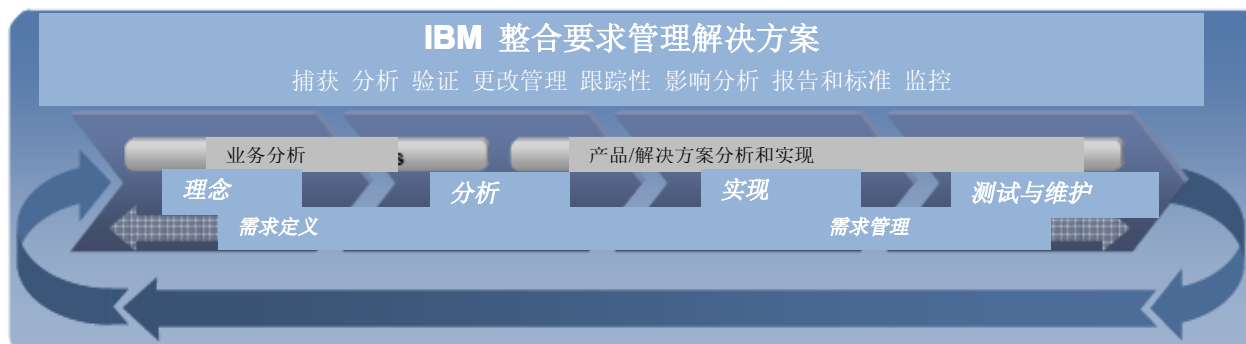 IBM 整合要求管理解决方案
捕获 分析 验证 更改管理 跟踪性 影响分析 报告和标准 监控
业务分析 产品/解决方案分析和实现
理念 分析 实现 测试与维护
需求定义 需求管理